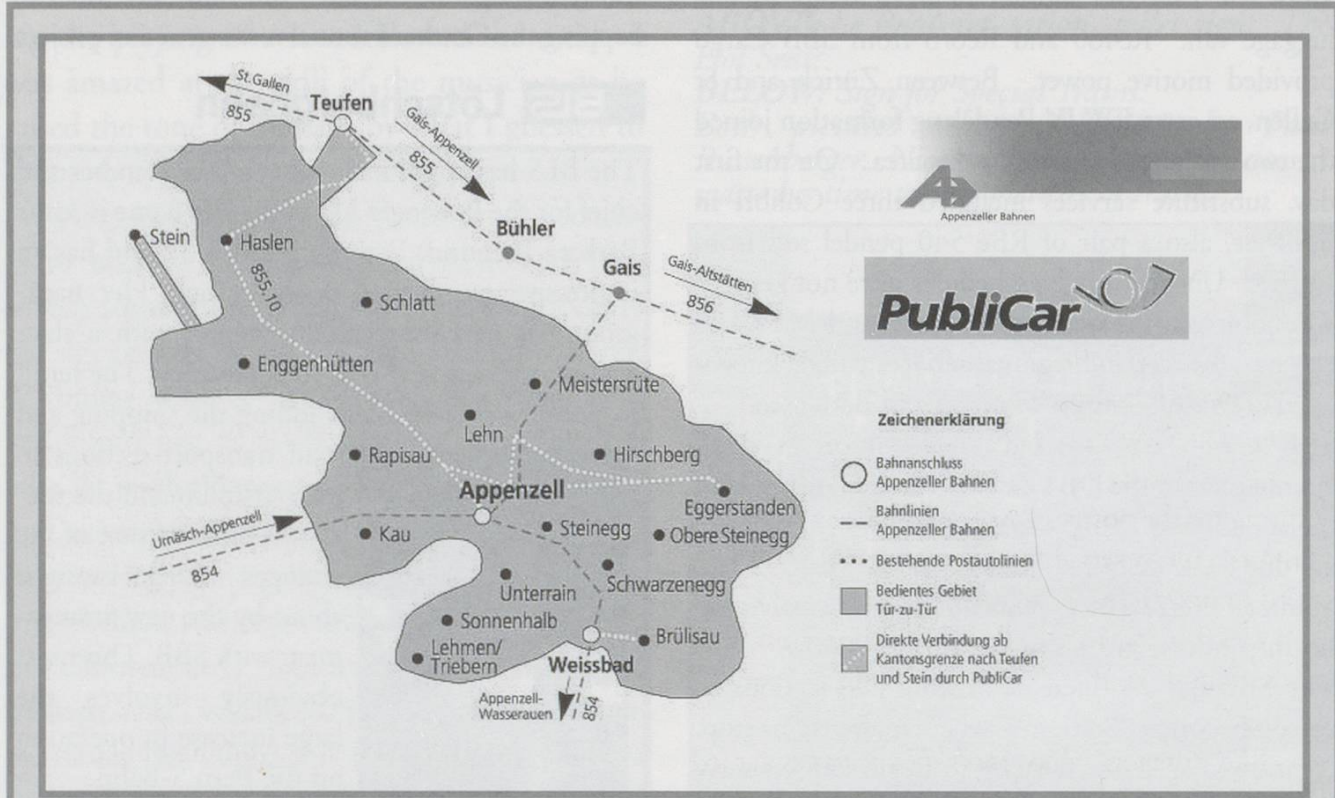 St.Gallen
855
Teufen
Gais-Appenzell
855
Bühler
Gais
Gais-Altstätten
856
Stein
Haslen
855.10
Schlatt
Enggenhütten
Meistersrüte
Lehn
Rapisau
Hirschberg
Appenzell
Eggerstanden
Urnäsch-Appenzell
854
Kau
Steinegg
Obere Steinegg
Schwarzenegg
Unterrain
Sonnenhalb
Lehmen/
Triebern
Weissbad
Brülisau
Appenzell-
Wasserauen
854
Appenzeller Bahnen
PubliCar
Zeichenerklärung
Bahnanschluss
Appenzeller Bahnen
Bahnlinien
Appenzeller Bahnen
Bestehende Postautolinien
Bedientes Gebiet
Tür-zu-Tür
Direkte Verbindung ab
Kantonsgrenze nach Teufen
und Stein durch PubliCar